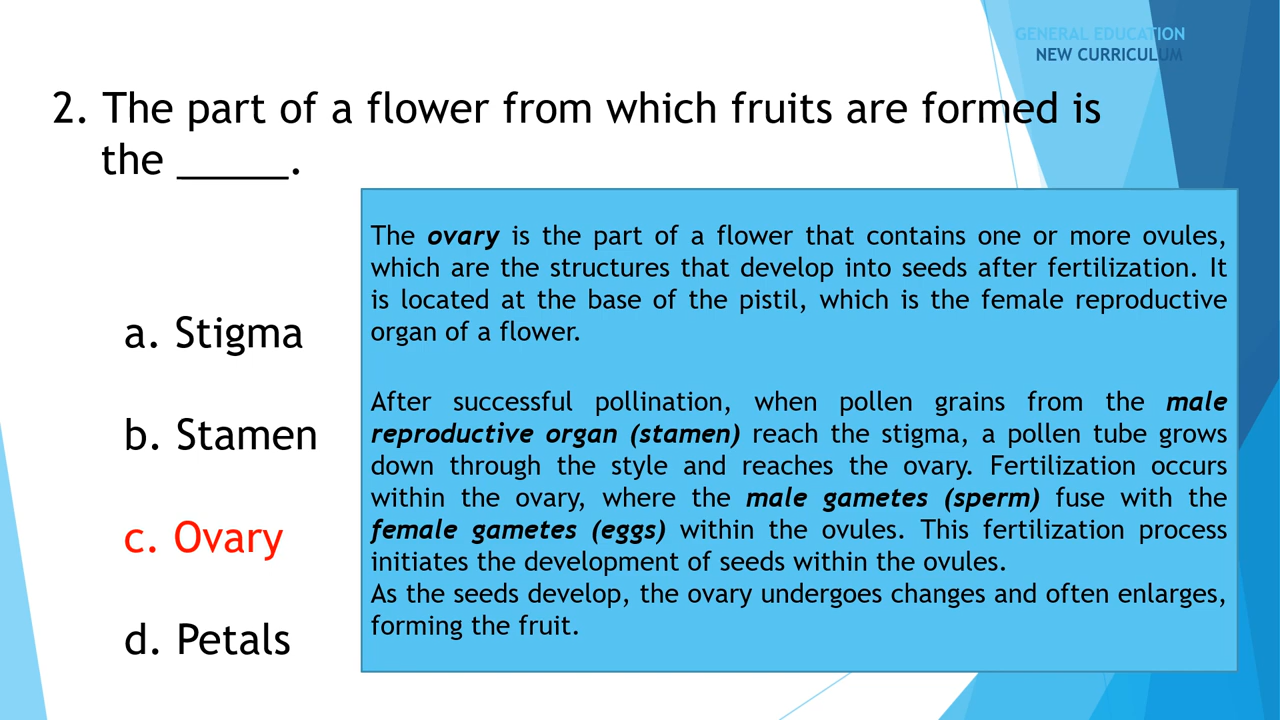 GENERAL EDUCATION
NEW CURRICULUM
2. The part of a flower from which fruits are formed is
the _____.
The ovary is the part of a flower that contains one or more ovules,
which are the structures that develop into seeds after fertilization. It
is located at the base of the pistil, which is the female reproductive
organ of a flower.
After successful pollination, when pollen grains from the male
reproductive organ (stamen) reach the stigma, a pollen tube grows
down through the style and reaches the ovary. Fertilization occurs
within the ovary, where the male gametes (sperm) fuse with the
female gametes (eggs) within the ovules. This fertilization process
initiates the development of seeds within the ovules.
As the seeds develop, the ovary undergoes changes and often enlarges,
forming the fruit.
a. Stigma
b. Stamen
c. Ovary
d. Petals